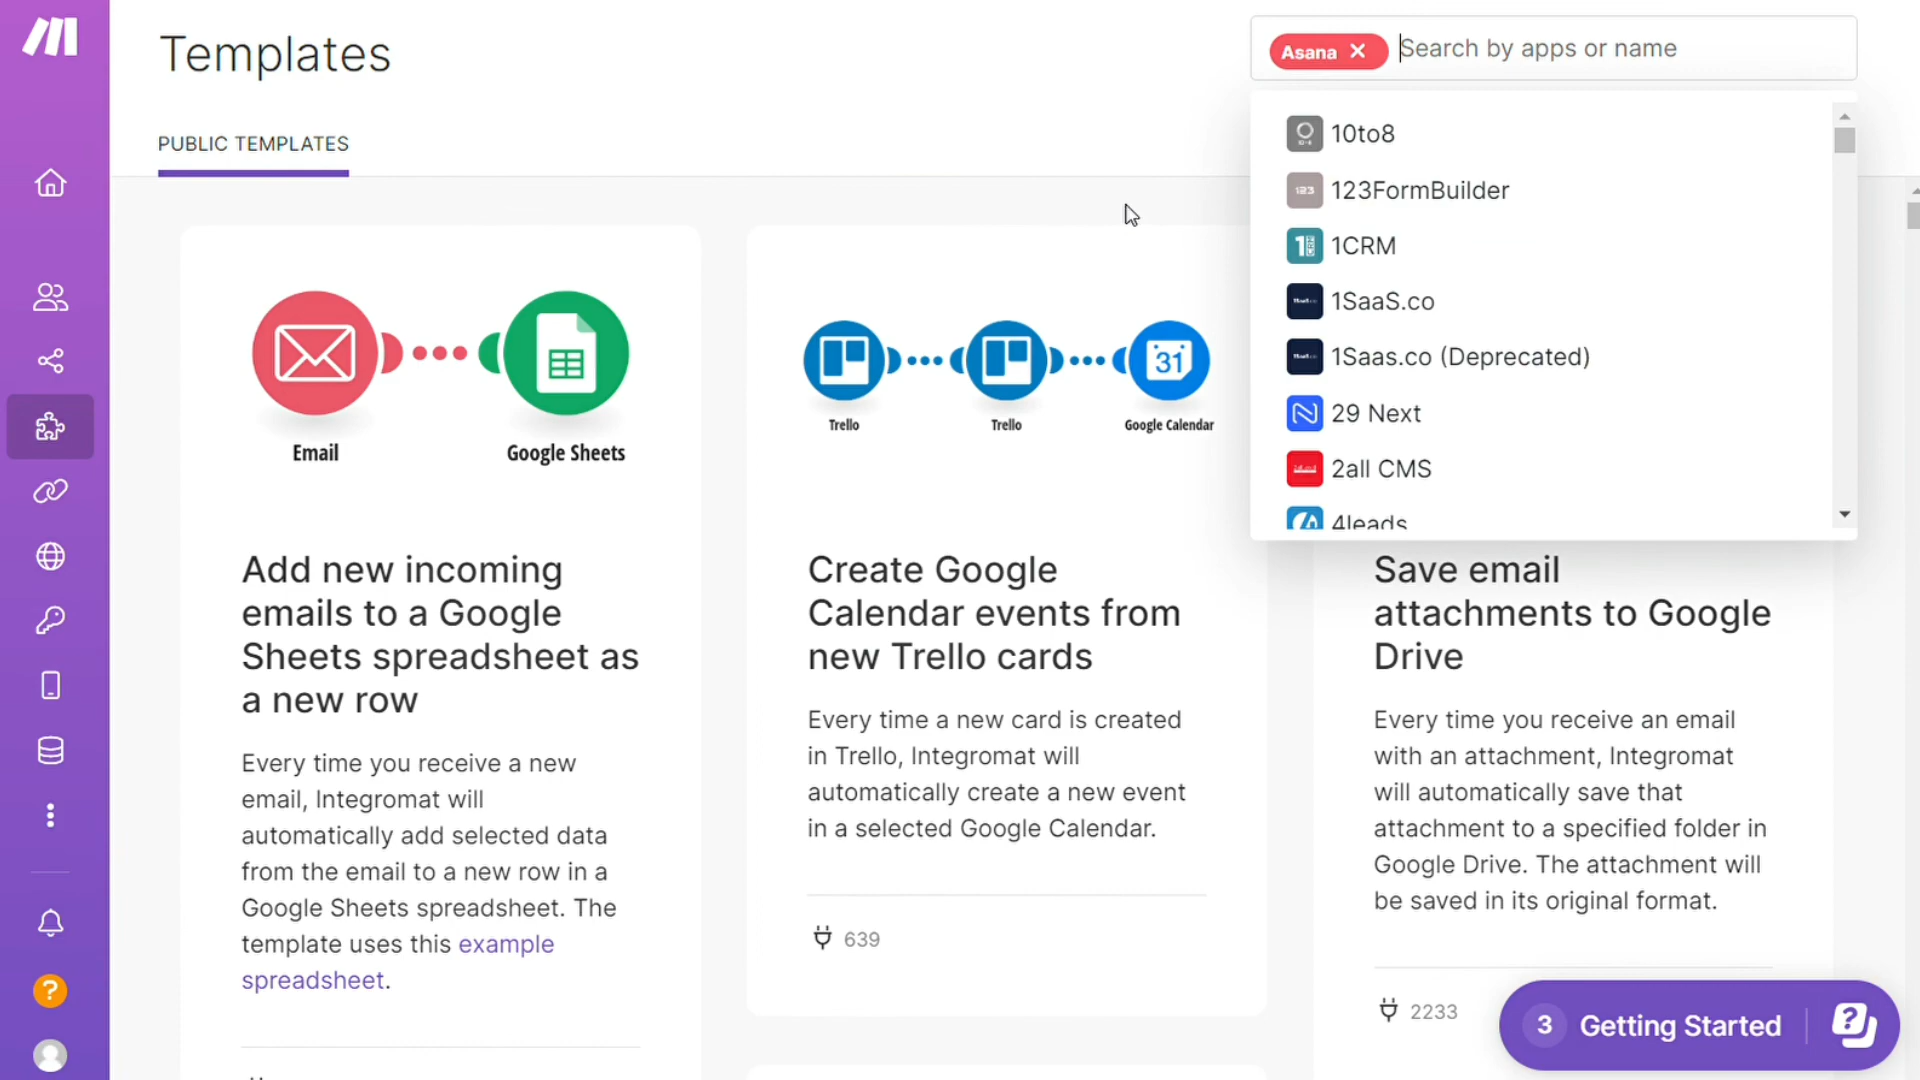 Templates
Asana
Search by apps or name
PUBLIC TEMPLATES
10to8
123FormBuilder
1CRM
1SaaS.co
1Saas.co (Deprecated)
29 Next
2all CMS
4leads
Email
Google Sheets
Add new incoming
emails to a Google
Sheets spreadsheet as
a new row
Every time you receive a new
email, Integromat will
automatically add selected data
from the email to a new row in a
Google Sheets spreadsheet. The
template uses this example
spreadsheet.
Trello
Trello
31
Google Calendar
Create Google
Calendar events from
new Trello cards
Every time a new card is created
in Trello, Integromat will
automatically create a new event
in a selected Google Calendar.
639
Save email
attachments to Google
Drive
Every time you receive an email
with an attachment, Integromat
will automatically save that
attachment to a specified folder in
Google Drive. The attachment will
be saved in its original format.
2233
3 Getting Started